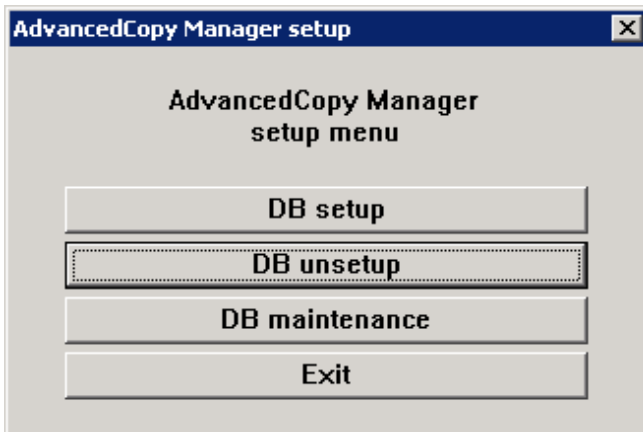 AdvancedCopy Manager setup
AdvancedCopy Manager
setup menu
DB setup
DB unsetup
DB maintenance
Exit